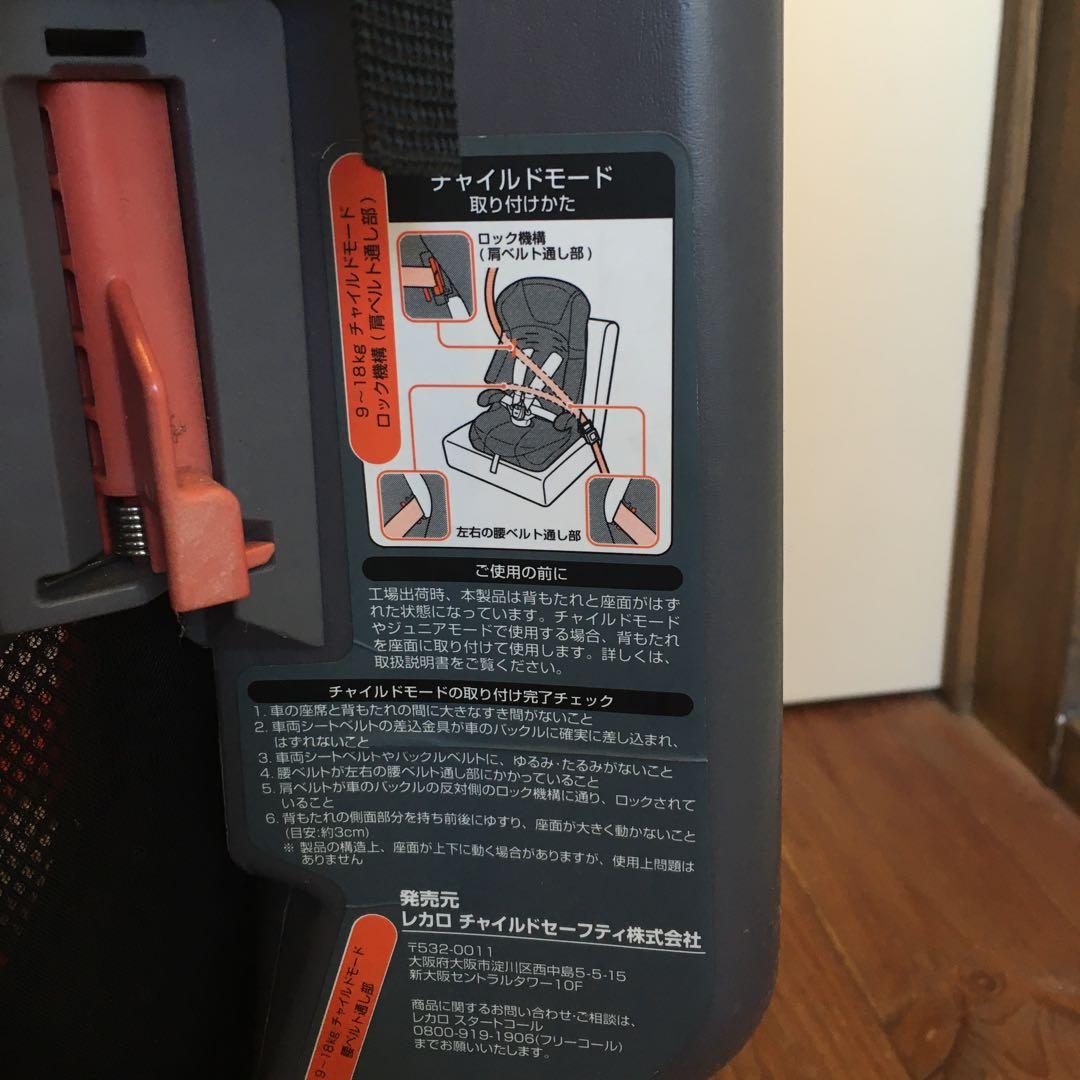 チャイルドモード
取り付けかた
9～18kg チャイルドモード
ロック機構(肩ベルト通し部)
ロック機構
(肩ベルト通し部)
左右の腰ベルト通し部
ご使用の前に
工場出荷時、本製品は背もたれと座面がはず
れた状態になっています。チャイルドモード
やジュニアモードで使用する場合、背もたれ
を座面に取り付けて使用します。詳しくは、
取扱説明書をご覧ください。
チャイルドモードの取り付け完了チェック
1. 車の座席と背もたれの間に大きなすき間がないこと
2. 車両シートベルトの差込金具が車のバックルに確実に差し込まれ、
はずれないこと
3. 車両シートベルトやバックルベルトに、ゆるみ・たるみがないこと
4. 腰ベルトが左右の腰ベルト通し部にかかっていること
5. 肩ベルトが車のバックルの反対側のロック機構に通り、ロックされて
いること
6. 背もたれの側面部分を持ち前後にゆすり、座面が大きく動かないこと
(目安:約3cm)
※ 製品の構造上、座面が上下に動く場合がありますが、使用上問題は
ありません
発売元
レカロ チャイルドセーフティ株式会社
〒532-0011
大阪府大阪市淀川区西中島5-5-15
新大阪セントラルタワー10F
商品に関するお問い合わせ・ご相談は、
レカロ スタートコール
0800-919-1906(フリーコール)
までお願いいたします。
9～18kg チャイルドモード
腰ベルト通し部